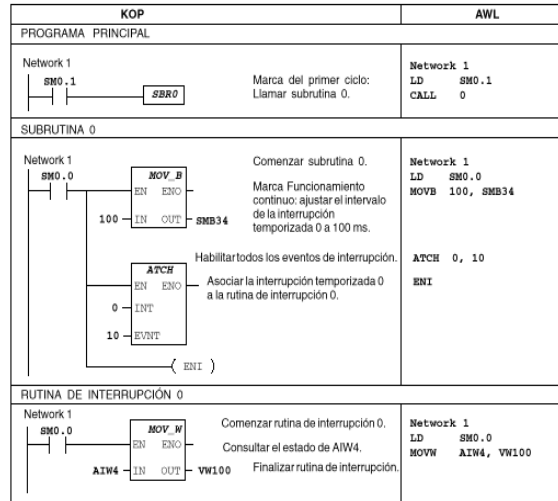 KOP
AWL
PROGRAMA PRINCIPAL
Network 1
SM0.1
SBR0
Marca del primer ciclo:
Llamar subrutina 0.
Network 1
LD SM0.1
CALL 0
SUBRUTINA 0
Network 1
SM0.0
MOV_B
EN ENO
100 IN OUT SMB34
Comenzar subrutina 0.
Marca Funcionamiento
continuo: ajustar el intervalo
de la interrupción
temporizada 0 a 100 ms.
Network 1
LD SM0.0
MOVB 100, SMB34
Habilitar todos los eventos de interrupción.
ATCH
EN ENO
0 INT
10 EVNT
Asociar la interrupción temporizada 0
a la rutina de interrupción 0.
ATCH 0, 10
ENI
( ENI )
RUTINA DE INTERRUPCIÓN 0
Network 1
SM0.0
MOV_W
EN ENO
AIW4 IN OUT VW100
Comenzar rutina de interrupción 0.
Consultar el estado de AIW4.
Finalizar rutina de interrupción.
Network 1
LD SM0.0
MOVW AIW4, VW100